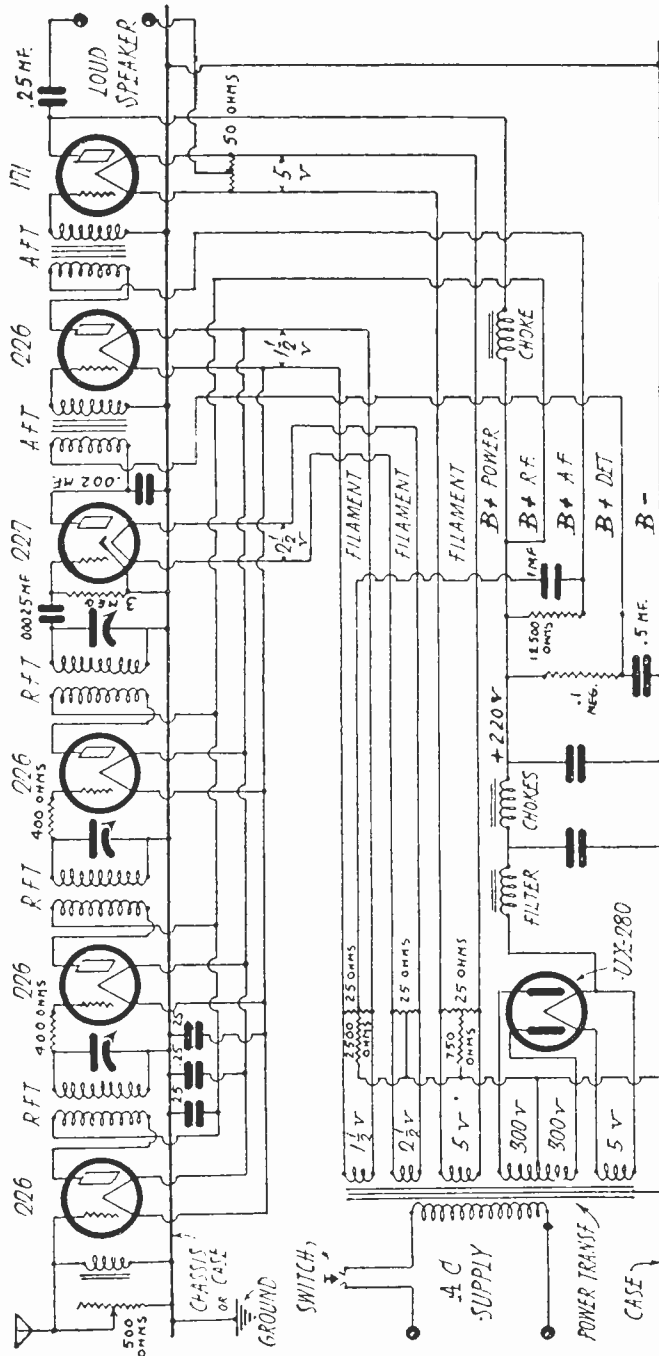 226
RFT
226
RFT
226
RFT
227
AFT
226
AFT
171
.25 MF.
400 OHMS
400 OHMS
.00025 MF
3 MEG.
.002 MF.
LOUD
SPEAKER
500
OHMS
25
.25
.25
CHASSIS
OR CASE
GROUND
2½ v
1½ v
5 v
50 OHMS
SWITCH
AC
SUPPLY
POWER TRANSF.
CASE
1½ v
2½ v
5 v
300 v
300 v
5 v
2500
OHMS
25 OHMS
25 OHMS
750
OHMS
25 OHMS
UX-280
FILTER
CHOKES
+220 v
.1
MEG.
12500
OHMS
1 MF
.5 MF.
FILAMENT
FILAMENT
FILAMENT
B+ POWER
B+ R.F.
B+ A.F
B+ DET
B-
CHOKE